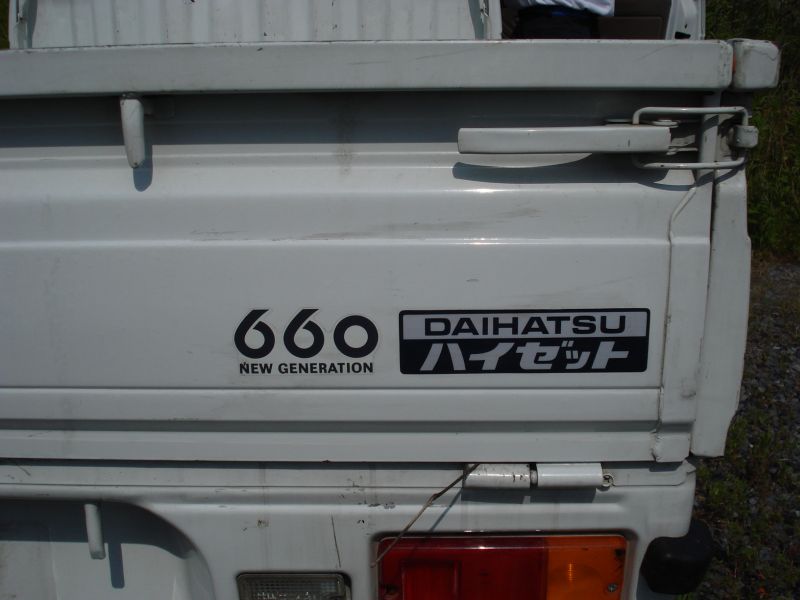 660
NEW GENERATION
DAIHATSU
ハイゼット